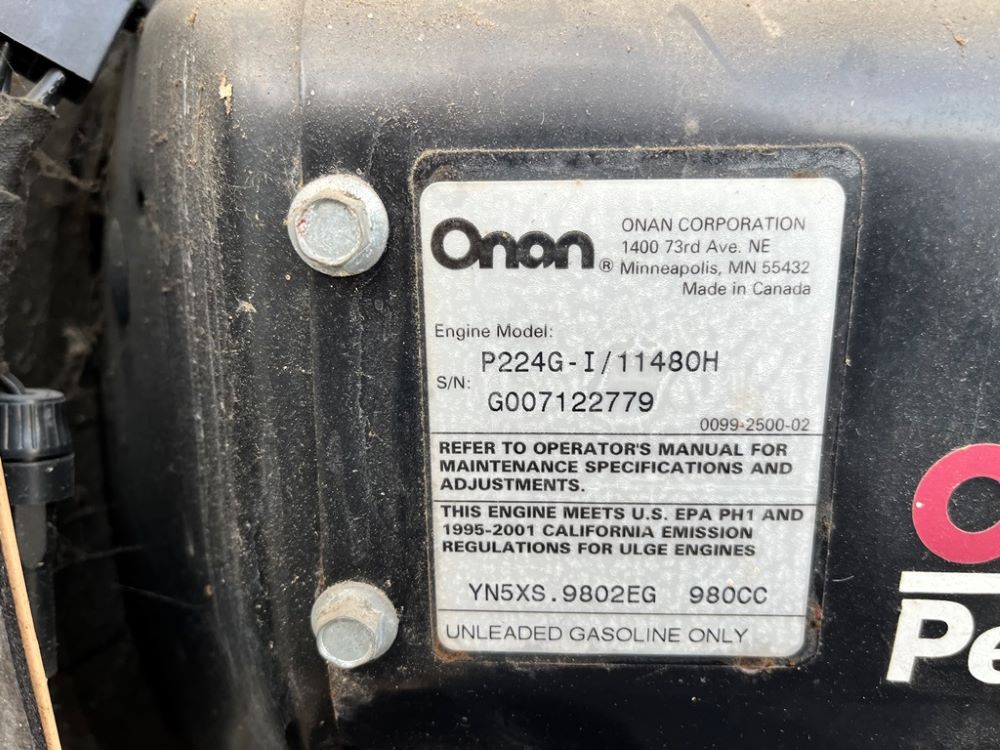 Onan ®
ONAN CORPORATION
1400 73rd Ave. NE
Minneapolis, MN 55432
Made in Canada
Engine Model:
P224G-I/11480H
S/N:
G007122779
0099-2500-02
REFER TO OPERATOR'S MANUAL FOR
MAINTENANCE SPECIFICATIONS AND
ADJUSTMENTS.
THIS ENGINE MEETS U.S. EPA PH1 AND
1995-2001 CALIFORNIA EMISSION
REGULATIONS FOR ULGE ENGINES
YN5XS.9802EG 980CC
UNLEADED GASOLINE ONLY
O
Pe